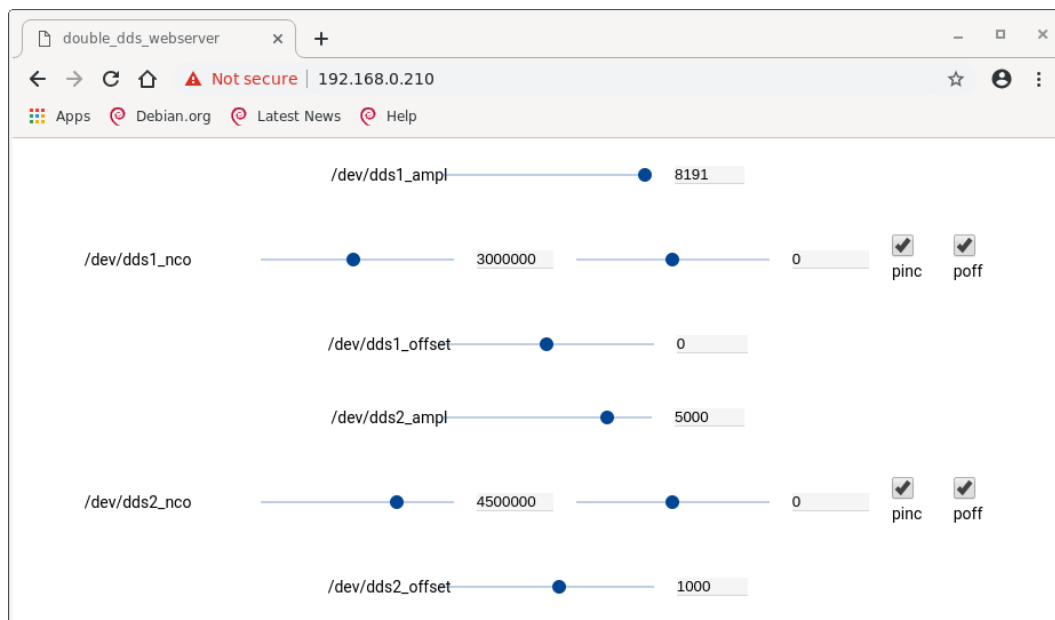 double_dds_webserver
Not secure 192.168.0.210
Apps Debian.org Latest News Help
/dev/dds1_ampl 8191
/dev/dds1_nco 3000000 0 pinc poff
/dev/dds1_offset 0
/dev/dds2_ampl 5000
/dev/dds2_nco 4500000 0 pinc poff
/dev/dds2_offset 1000